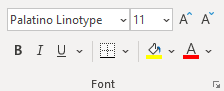 Palatino Linotype 11 A A
B I U A
Font